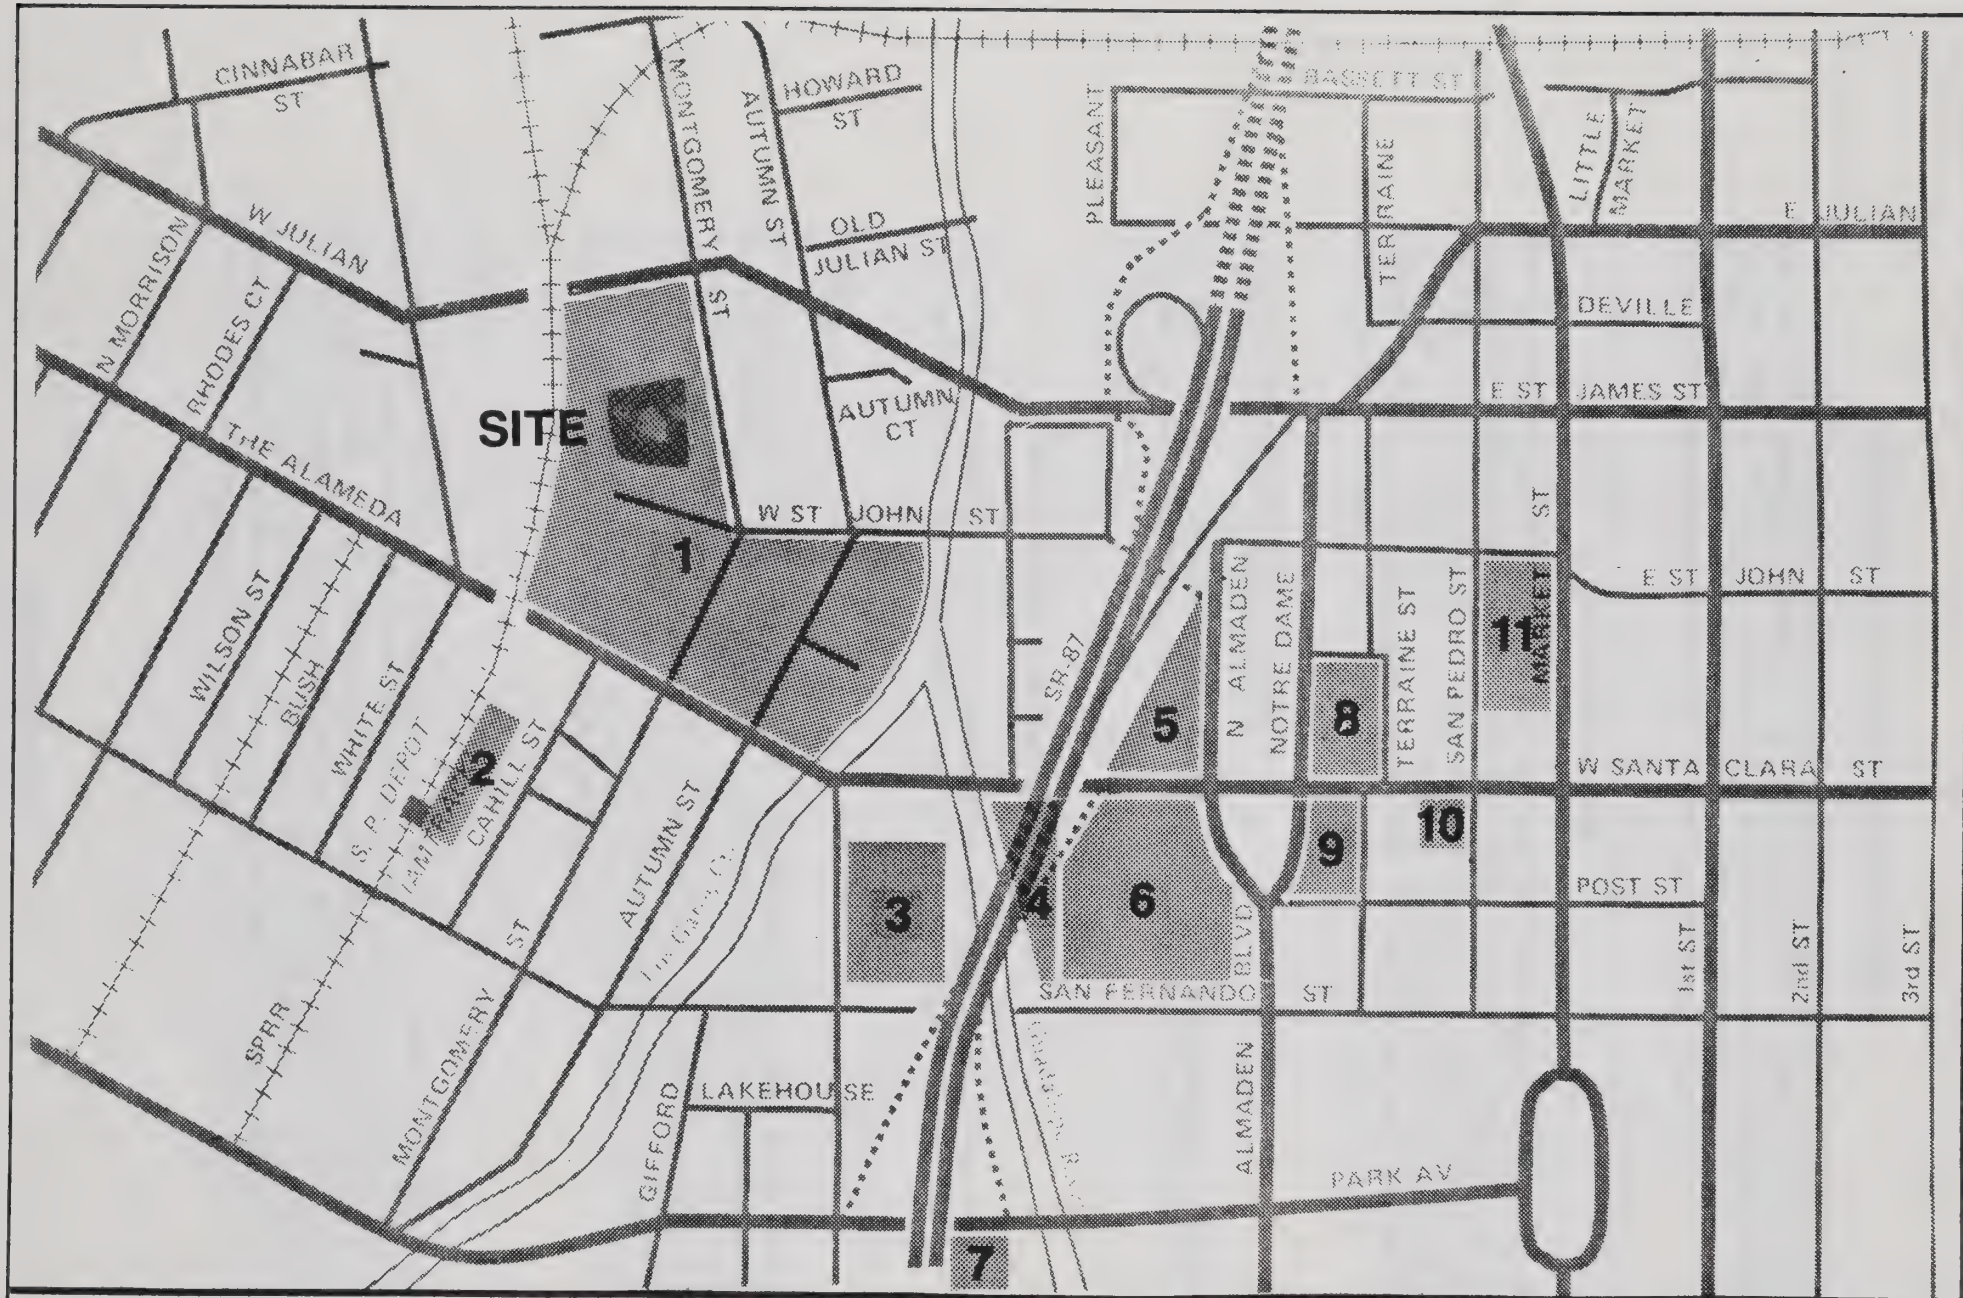 CINNABAR
ST
MONTGOMERY
ST
AUTUMN ST
HOWARD
ST
PLEASANT
BASSETT ST
TERRAINE
LITTLE
MARKET
W JULIAN
N MORRISON
RHODES CT
OLD
JULIAN ST
E JULIAN
DEVILLE
SITE
AUTUMN
CT
E ST JAMES ST
THE ALAMEDA
W ST JOHN ST
1
E ST JOHN ST
WILSON ST
BUSH
WHITE ST
S. P. DEPOT
2
CAHILL ST
AUTUMN ST
SR-87
5
N ALMADEN
NOTRE DAME
8
TERRAINE ST
SAN PEDRO ST
11
MARKET
ST
W SANTA CLARA ST
3
4
6
9
10
POST ST
BLVD
1st ST
2nd ST
3rd ST
SAN FERNANDO ST
SPRR
MONTGOMERY
ST
GIFFORD
LAKEHOUSE
ALMADEN
PARK AV
7